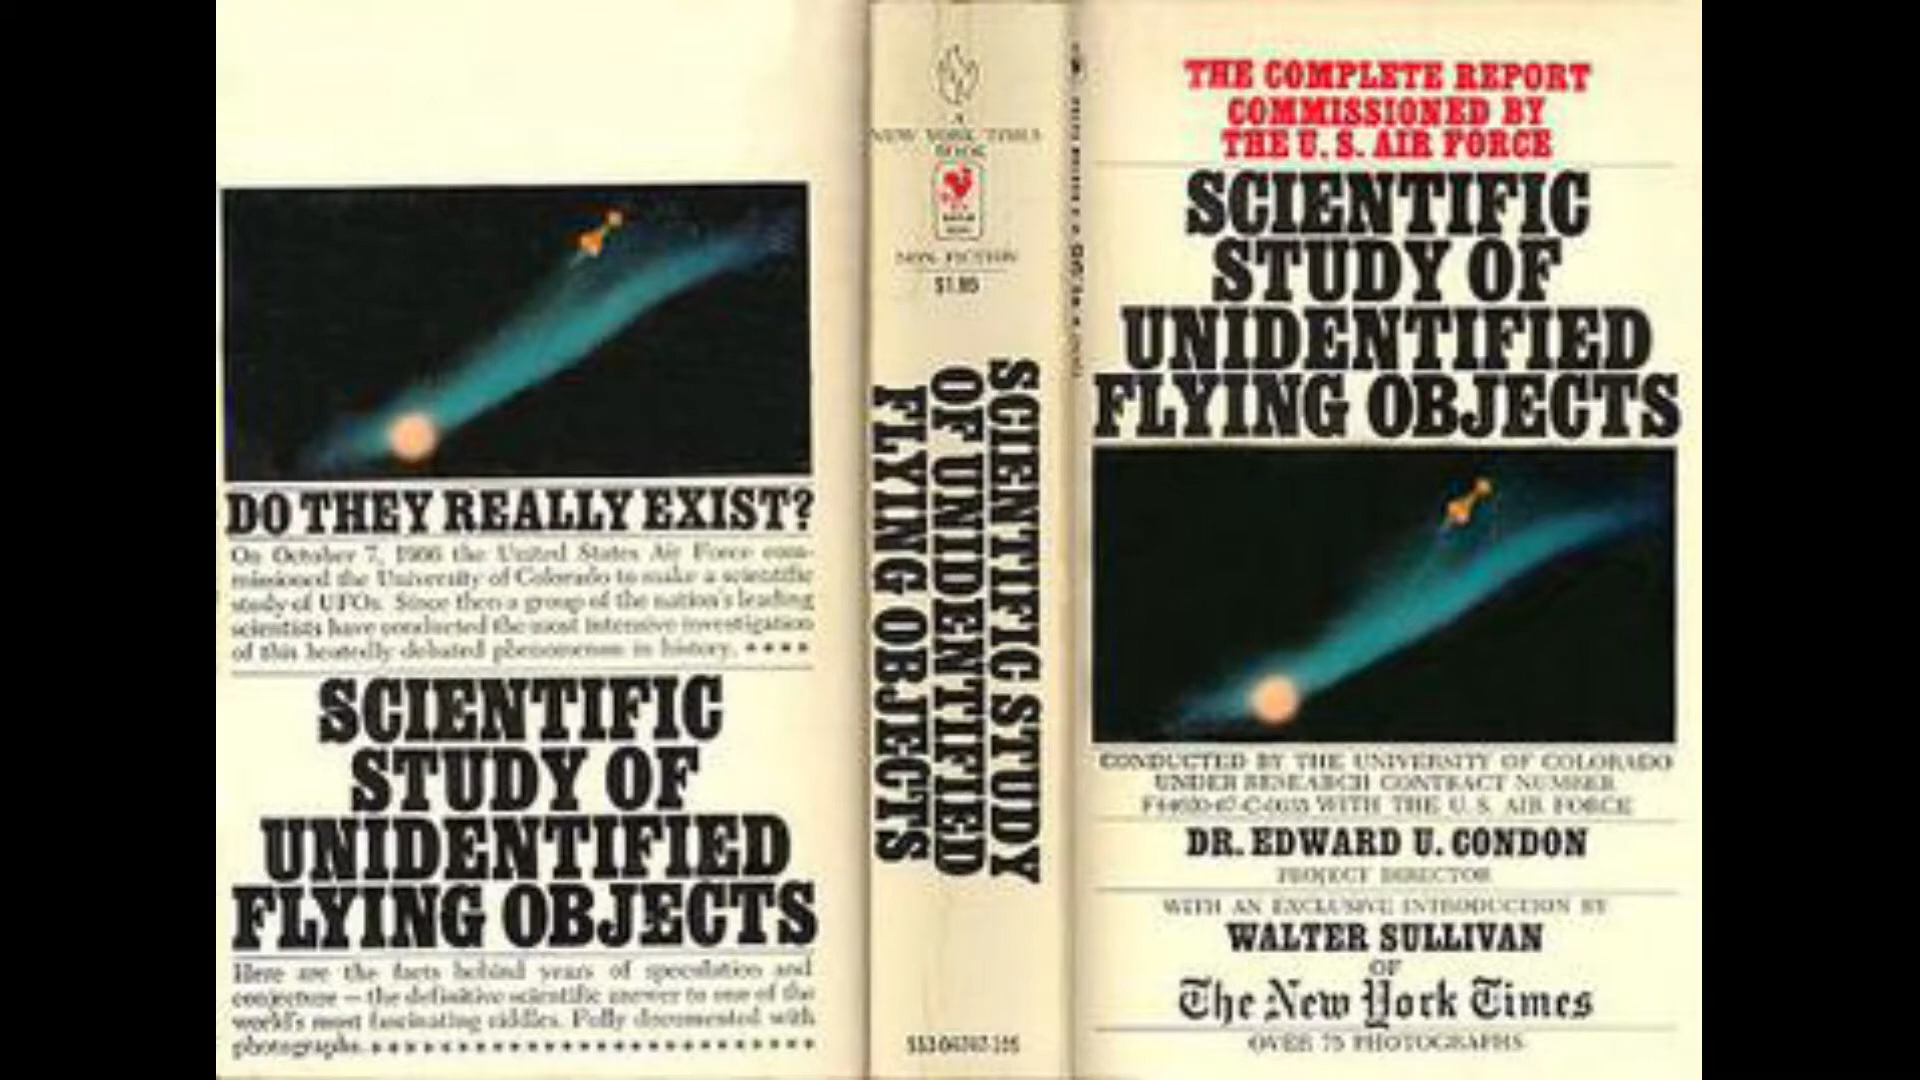 DO THEY REALLY EXIST?
On October 7, 1966 the United States Air Force com-
missioned the University of Colorado to make a scientific
study of UFOs. Since then a group of the nation's leading
scientists have conducted the most intensive investigation
of this heatedly debated phenomenon in history. ****
SCIENTIFIC
STUDY OF
UNIDENTIFIED
FLYING OBJECTS
Here are the facts behind years of speculation and
conjecture — the definitive scientific answer to one of the
world's most fascinating riddles. Fully documented with
photographs.
A
NEW YORK TIMES
BOOK
NON-FICTION
$1.95
SCIENTIFIC STUDY
OF UNIDENTIFIED
FLYING OBJECTS
THE COMPLETE REPORT
COMMISSIONED BY
THE U. S. AIR FORCE
SCIENTIFIC
STUDY OF
UNIDENTIFIED
FLYING OBJECTS
CONDUCTED BY THE UNIVERSITY OF COLORADO
UNDER RESEARCH CONTRACT NUMBER
WITH THE U. S. AIR FORCE
DR. EDWARD U. CONDON
PROJECT DIRECTOR
WITH AN EXCLUSIVE INTRODUCTION BY
WALTER SULLIVAN
OF
The New York Times
OVER 75 PHOTOGRAPHS